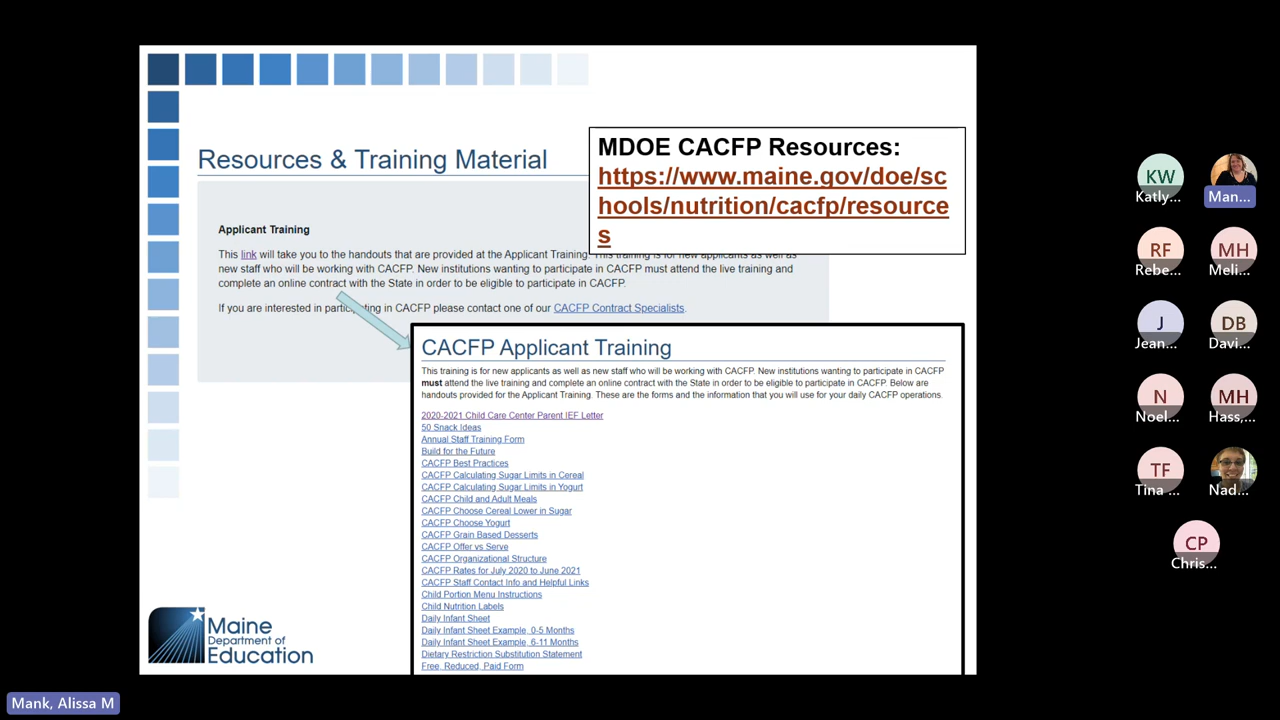 Resources & Training Material
MDOE CACFP Resources:
https://www.maine.gov/doe/sc
hools/nutrition/cacfp/resource
s
Applicant Training
This link will take you to the handouts that are provided at the Applicant Training. This training is for new applicants as well as
new staff who will be working with CACFP. New institutions wanting to participate in CACFP must attend the live training and
complete an online contract with the State in order to be eligible to participate in CACFP.
If you are interested in participating in CACFP please contact one of our CACFP Contract Specialists.
CACFP Applicant Training
This training is for new applicants as well as new staff who will be working with CACFP. New institutions wanting to participate in CACFP
must attend the live training and complete an online contract with the State in order to be eligible to participate in CACFP. Below are
handouts provided for the Applicant Training. These are the forms and the information that you will use for your daily CACFP operations.
2020-2021 Child Care Center Parent IEF Letter
50 Snack Ideas
Annual Staff Training Form
Build for the Future
CACFP Best Practices
CACFP Calculating Sugar Limits in Cereal
CACFP Calculating Sugar Limits in Yogurt
CACFP Child and Adult Meals
CACFP Choose Cereal Lower in Sugar
CACFP Choose Yogurt
CACFP Grain Based Desserts
CACFP Offer vs Serve
CACFP Organizational Structure
CACFP Rates for July 2020 to June 2021
CACFP Staff Contact Info and Helpful Links
Child Portion Menu Instructions
Child Nutrition Labels
Daily Infant Sheet
Daily Infant Sheet Example, 0-5 Months
Daily Infant Sheet Example, 6-11 Months
Dietary Restriction Substitution Statement
Free, Reduced, Paid Form
Maine
Department of
Education
KW
Katly...
Man...
RF
Rebe...
MH
Meli...
J
Jean...
DB
Davi...
N
Noel...
MH
Hass,...
TF
Tina ...
Nad...
CP
Chris...
Mank, Alissa M